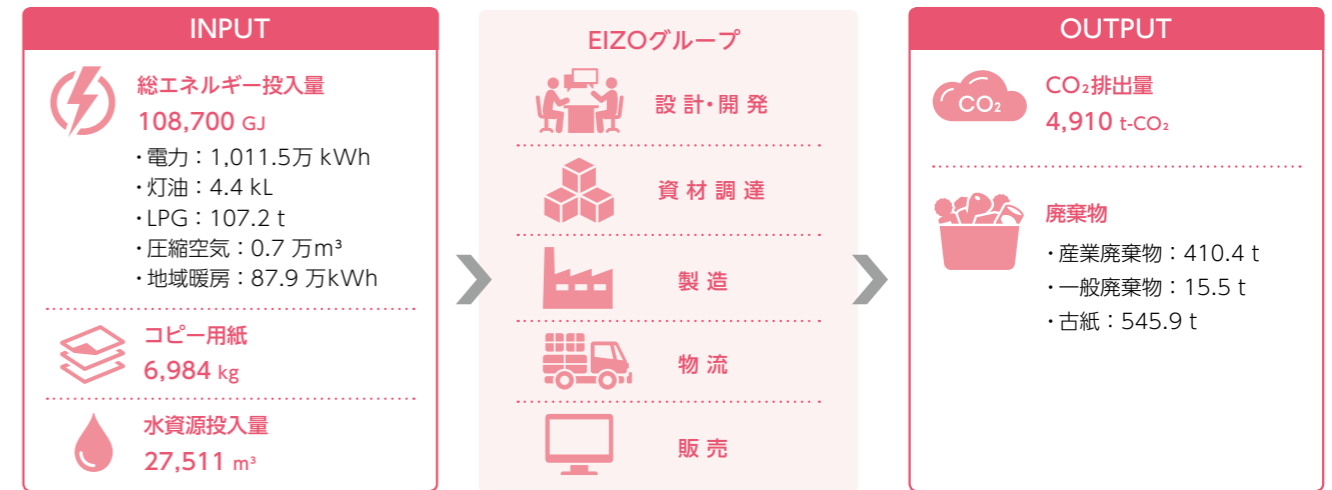 INPUT
総エネルギー投入量
108,700 GJ
・電力：1,011.5万 kWh
・灯油：4.4 kL
・LPG：107.2 t
・圧縮空気：0.7 万m³
・地域暖房：87.9 万kWh
コピー用紙
6,984 kg
水資源投入量
27,511 m³
EIZOグループ
設計・開発
資材調達
製造
物流
販売
OUTPUT
CO₂
CO₂排出量
4,910 t-CO₂
廃棄物
・産業廃棄物：410.4 t
・一般廃棄物：15.5 t
・古紙：545.9 t